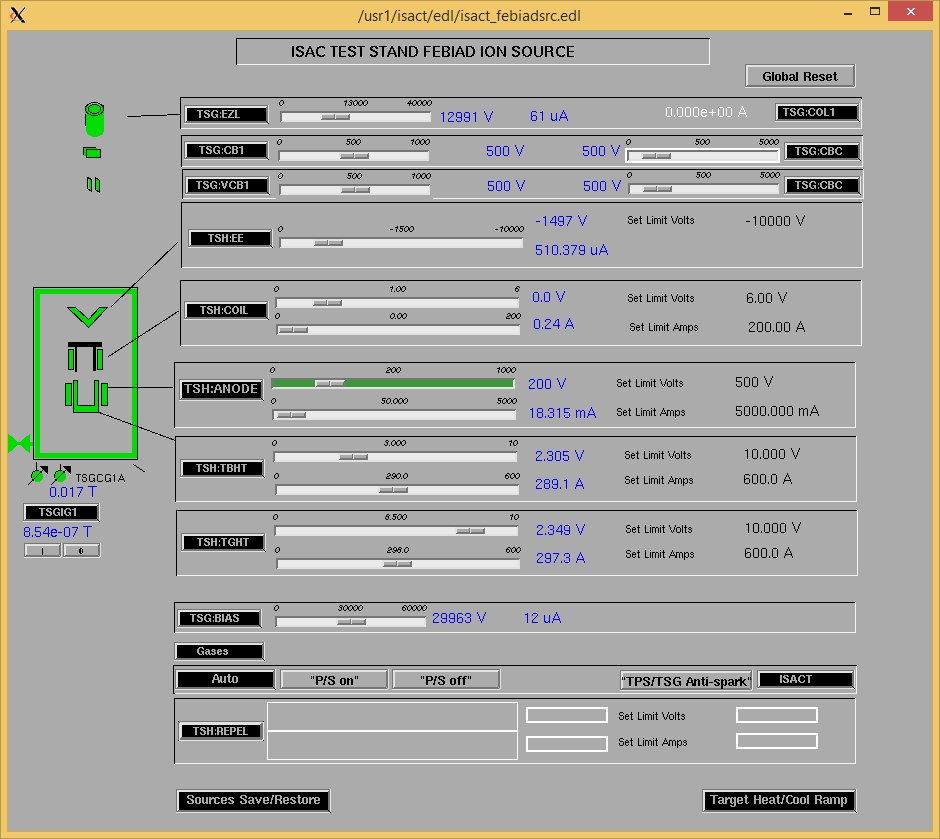 /usr1/isact/edl/isact_febiadsrc.edl
ISAC TEST STAND FEBIAD ION SOURCE
Global Reset
0 13000 40000
TSG:EZL 12991 V 61 uA 0.000e+00 A TSG:COL1
0 500 1000 0 500 5000
TSG:CB1 500 V 500 V TSG:CBC
0 500 1000 0 500 5000
TSG:VCB1 500 V 500 V TSG:CBC
0 -1500 -10000 -1497 V Set Limit Volts -10000 V
TSH:EE
510.379 uA
0 1.00 6
0.0 V Set Limit Volts 6.00 V
TSH:COIL
0 0.00 200
0.24 A Set Limit Amps 200.00 A
0 200 1000
TSH:ANODE 200 V Set Limit Volts 500 V
0 50.000 5000
18.315 mA Set Limit Amps 5000.000 mA
0 3.000 10
2.305 V Set Limit Volts 10.000 V
TSH:TBHT
0 290.0 600
289.1 A Set Limit Amps 600.0 A
TSGCG1A
0.017 T
TSGIG1
8.54e-07 T
I 0
0 6.500 10
2.349 V Set Limit Volts 10.000 V
TSH:TGHT
0 298.0 600
297.3 A Set Limit Amps 600.0 A
0 30000 60000
TSG:BIAS 29963 V 12 uA
Gases
Auto "P/S on" "P/S off" "TPS/TSG Anti-spark" ISACT
Set Limit Volts
TSH:REPEL
Set Limit Amps
Sources Save/Restore Target Heat/Cool Ramp